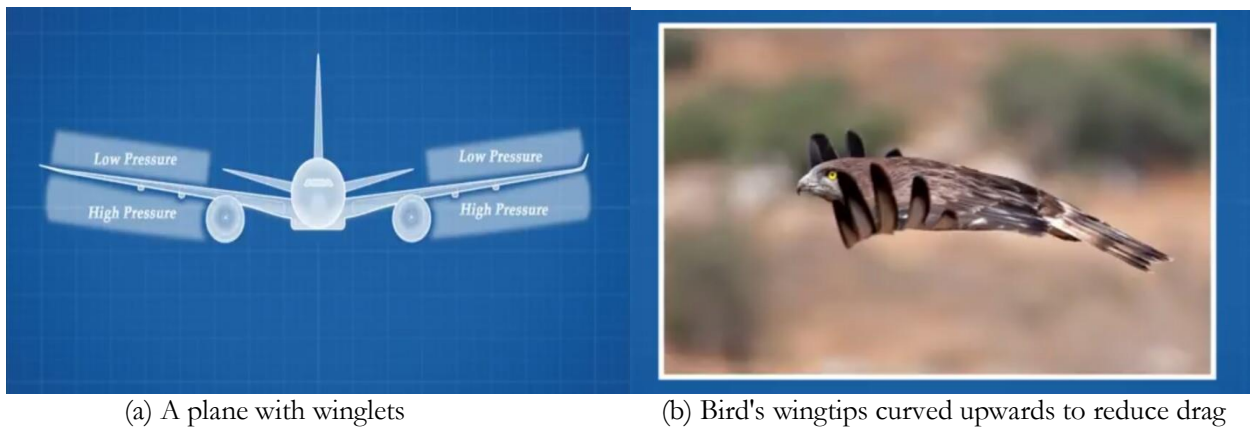 Low Pressure
Low Pressure
High Pressure
High Pressure
(a) A plane with winglets
(b) Bird's wingtips curved upwards to reduce drag